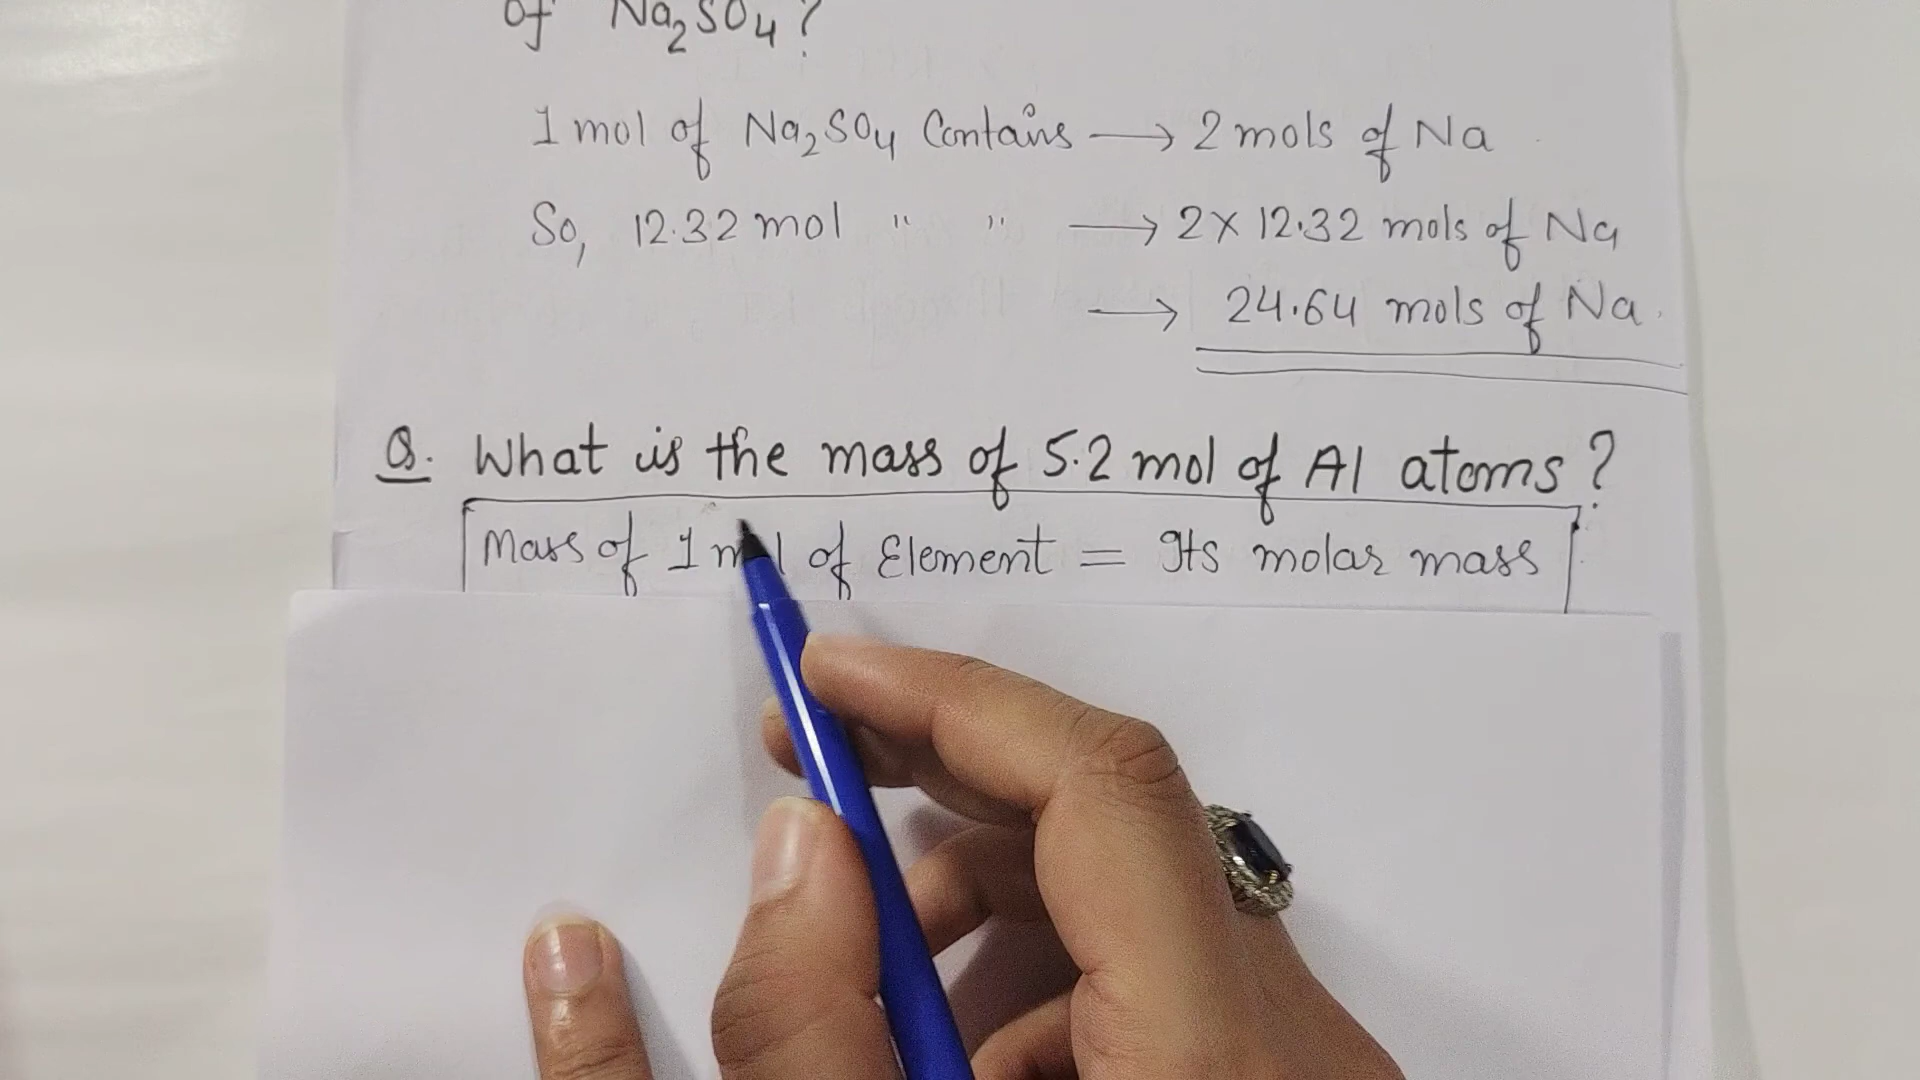 of Na₂SO₄?
1 mol of Na₂SO₄ Contains → 2 mols of Na
So, 12.32 mol " " → 2 × 12.32 mols of Na
→ 24.64 mols of Na.
Q. What is the mass of 5.2 mol of Al atoms?
Mass of 1 mol of Element = Its molar mass